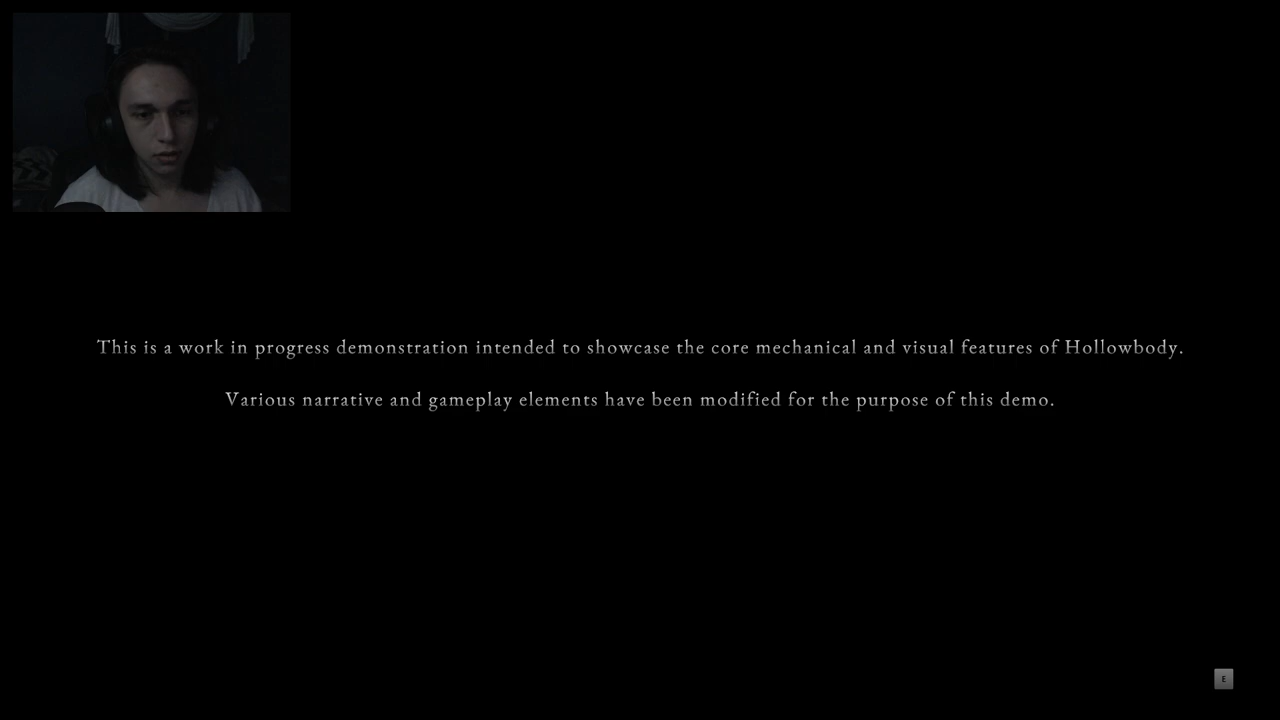 This is a work in progress demonstration intended to showcase the core mechanical and visual features of Hollowbody.
Various narrative and gameplay elements have been modified for the purpose of this demo.
E